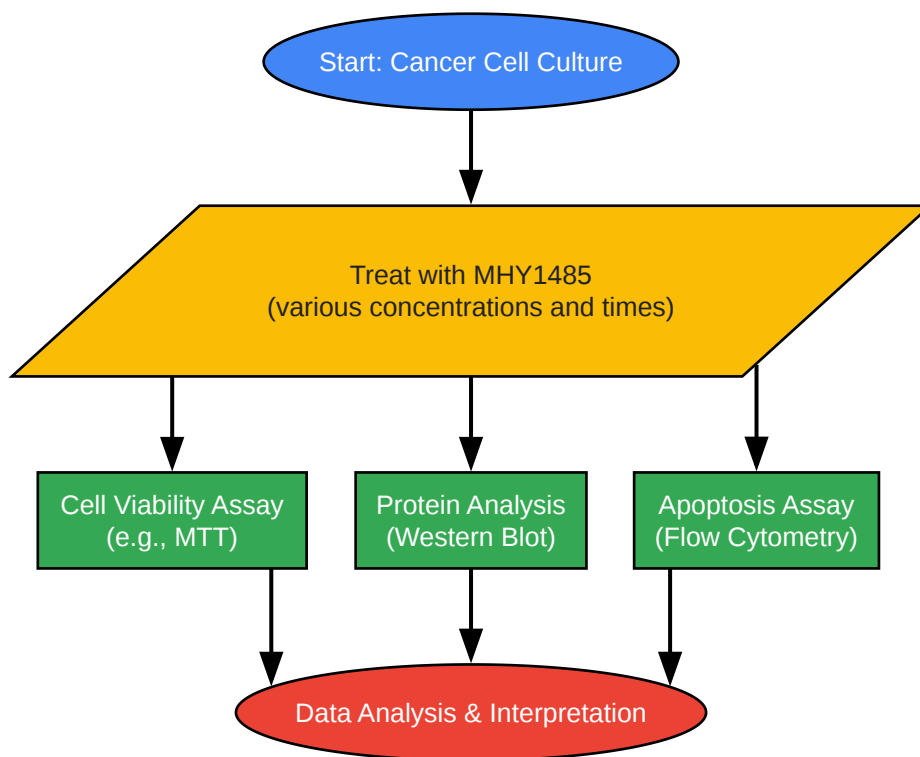 Start: Cancer Cell Culture
Treat with MHY1485
(various concentrations and times)
Cell Viability Assay
(e.g., MTT)
Protein Analysis
(Western Blot)
Apoptosis Assay
(Flow Cytometry)
Data Analysis & Interpretation